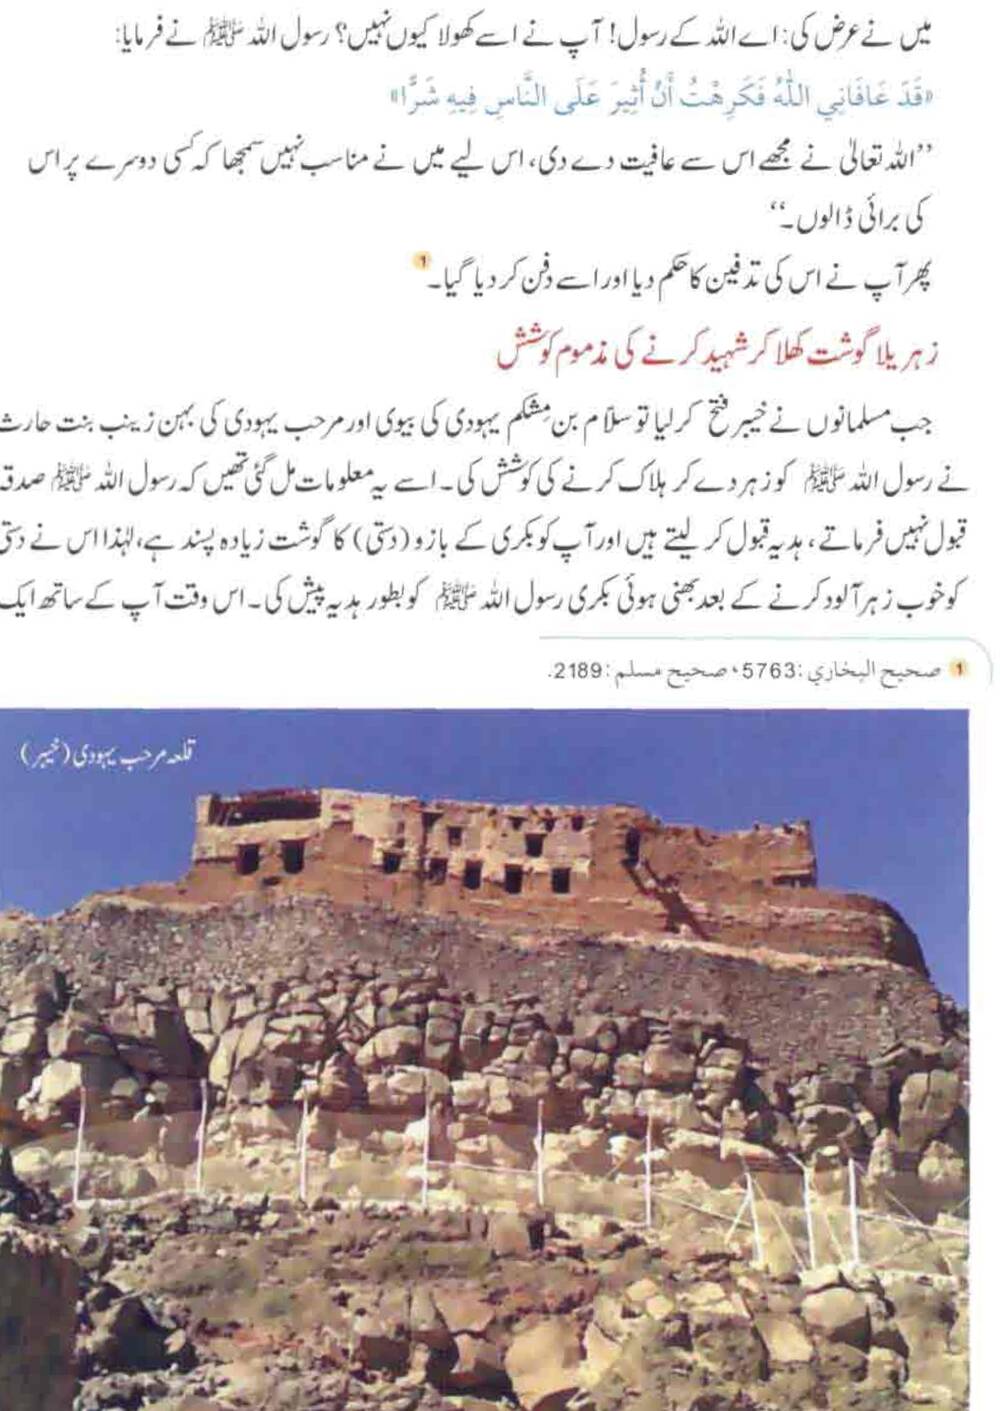 میں نے عرض کی: اے اللہ کے رسول! آپ نے اسے کھولا کیوں نہیں؟ رسول اللہ ﷺ نے فرمایا:
«قَدْ عَافَانِي اللّٰهُ فَكَرِهْتُ أَنْ أُثِيرَ عَلَى النَّاسِ فِيهِ شَرًّا»
’’اللہ تعالیٰ نے مجھے اس سے عافیت دے دی، اس لیے میں نے مناسب نہیں سمجھا کہ کسی دوسرے پر اس
کی برائی ڈالوں۔‘‘
پھر آپ نے اس کی تدفین کا حکم دیا اور اسے دفن کر دیا گیا۔ 1
زہریلا گوشت کھلا کر شہید کرنے کی مذموم کوشش
جب مسلمانوں نے خیبر فتح کرلیا تو سلّام بن مِشکم یہودی کی بیوی اور مرحب یہودی کی بہن زینب بنت حارث
نے رسول اللہ ﷺ کو زہر دے کر ہلاک کرنے کی کوشش کی۔ اسے یہ معلومات مل گئی تھیں کہ رسول اللہ ﷺ صدقہ
قبول نہیں فرماتے، ہدیہ قبول کر لیتے ہیں اور آپ کو بکری کے بازو (دستی) کا گوشت زیادہ پسند ہے، لہٰذا اس نے دستی
کو خوب زہر آلود کرنے کے بعد بھنی ہوئی بکری رسول اللہ ﷺ کو بطور ہدیہ پیش کی۔ اس وقت آپ کے ساتھ ایک
1 صحيح البخاري: 5763، صحيح مسلم: 2189.
قلعہ مرحب یہودی (خیبر)